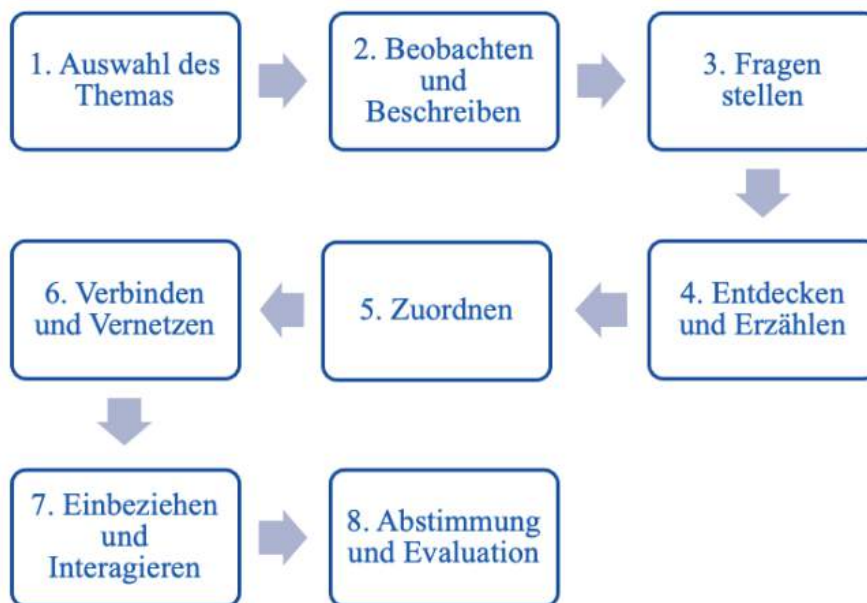 1. Auswahl des
Themas
2. Beobachten
und
Beschreiben
3. Fragen
stellen
4. Entdecken
und Erzählen
5. Zuordnen
6. Verbinden
und Vernetzen
7. Einbeziehen
und
Interagieren
8. Abstimmung
und Evaluation